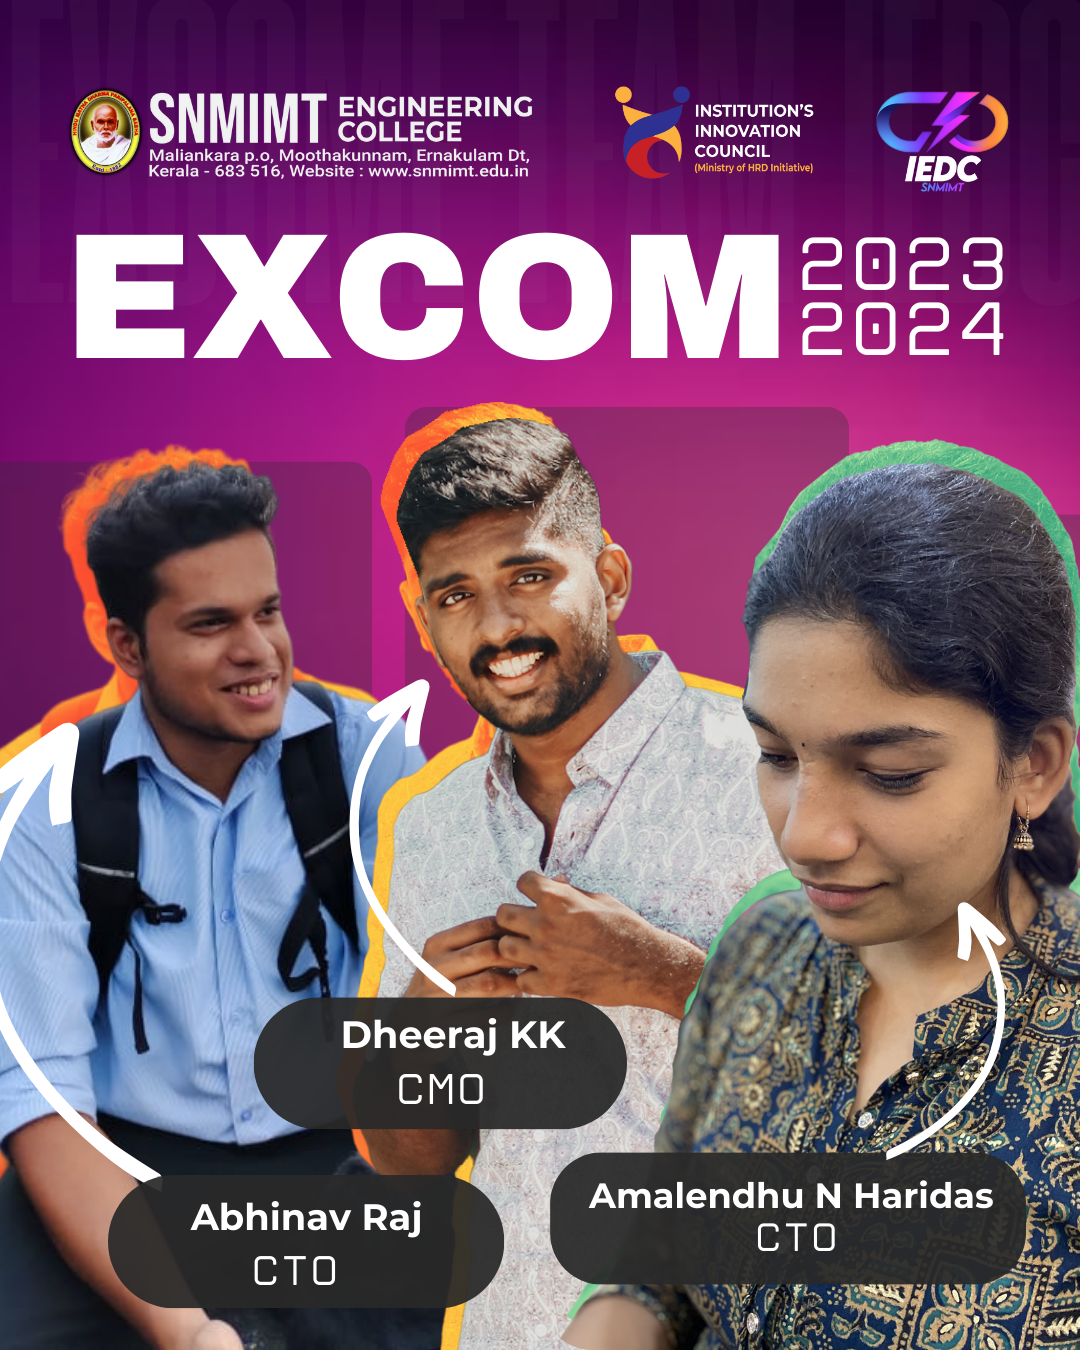 SNMIMT ENGINEERING COLLEGE
Maliankara p.o, Moothakunnam, Ernakulam Dt,
Kerala - 683 516, Website : www.snmimt.edu.in
INSTITUTION'S
INNOVATION
COUNCIL
(Ministry of HRD Initiative)
IEDC
SNMIMT
EXCOM 2023
2024
Dheeraj KK
CMO
Abhinav Raj
CTO
Amalendhu N Haridas
CTO